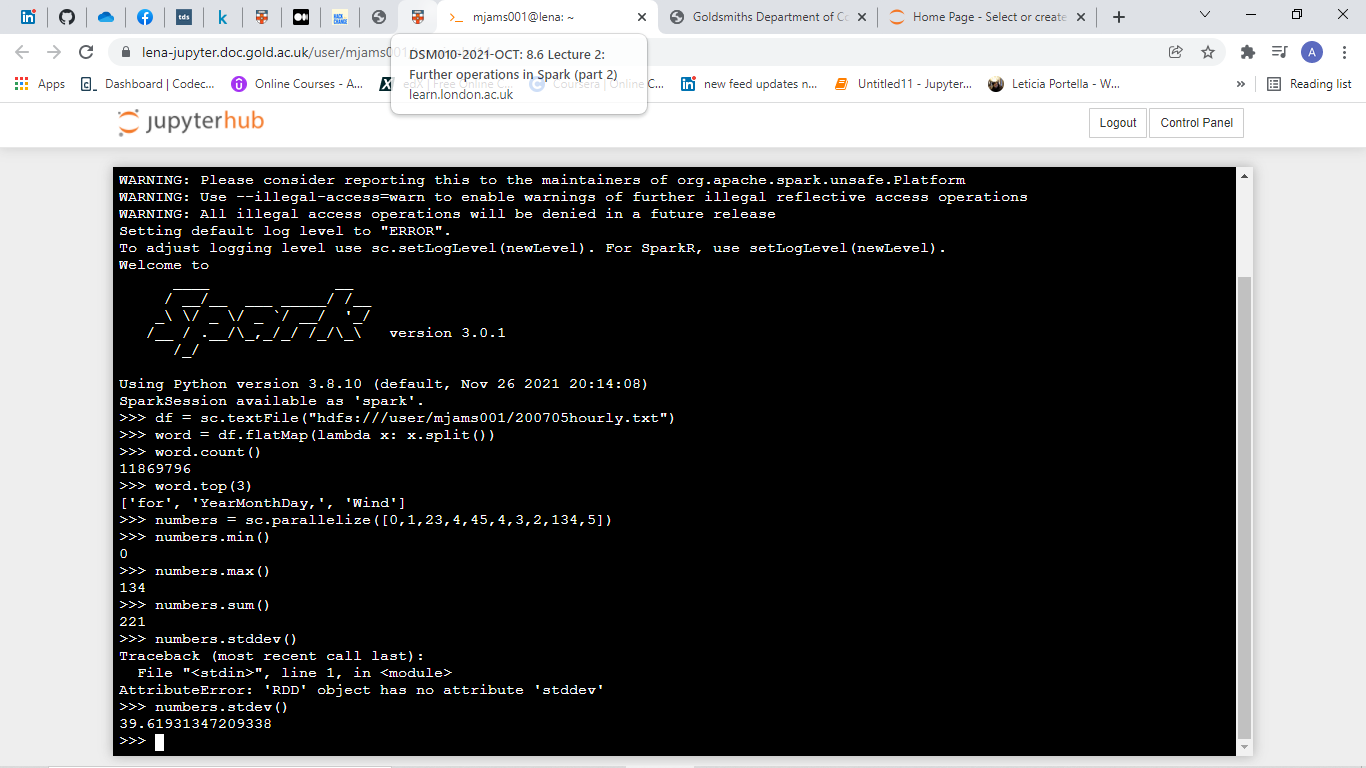 tds
k
HACK CHANGE
mjams001@lena: ~
Goldsmiths Department of Co
Home Page - Select or create
lena-jupyter.doc.gold.ac.uk/user/mjams001
A
DSM010-2021-OCT: 8.6 Lecture 2:
Further operations in Spark (part 2)
learn.london.ac.uk
Apps
Dashboard | Codec...
Online Courses - A...
edX | Free Online C
Coursera | Online C...
new feed updates n...
Untitled11 - Jupyter...
Leticia Portella - W...
»
Reading list
jupyterhub
Logout
Control Panel
WARNING: Please consider reporting this to the maintainers of org.apache.spark.unsafe.Platform
WARNING: Use --illegal-access=warn to enable warnings of further illegal reflective access operations
WARNING: All illegal access operations will be denied in a future release
Setting default log level to "ERROR".
To adjust logging level use sc.setLogLevel(newLevel). For SparkR, use setLogLevel(newLevel).
Welcome to
Spark version 3.0.1
Using Python version 3.8.10 (default, Nov 26 2021 20:14:08)
SparkSession available as 'spark'.
>>> df = sc.textFile("hdfs:///user/mjams001/200705hourly.txt")
>>> word = df.flatMap(lambda x: x.split())
>>> word.count()
11869796
>>> word.top(3)
['for', 'YearMonthDay,', 'Wind']
>>> numbers = sc.parallelize([0,1,23,4,45,4,3,2,134,5])
>>> numbers.min()
0
>>> numbers.max()
134
>>> numbers.sum()
221
>>> numbers.stddev()
Traceback (most recent call last):
  File "<stdin>", line 1, in <module>
AttributeError: 'RDD' object has no attribute 'stddev'
>>> numbers.stdev()
39.61931347209338
>>>